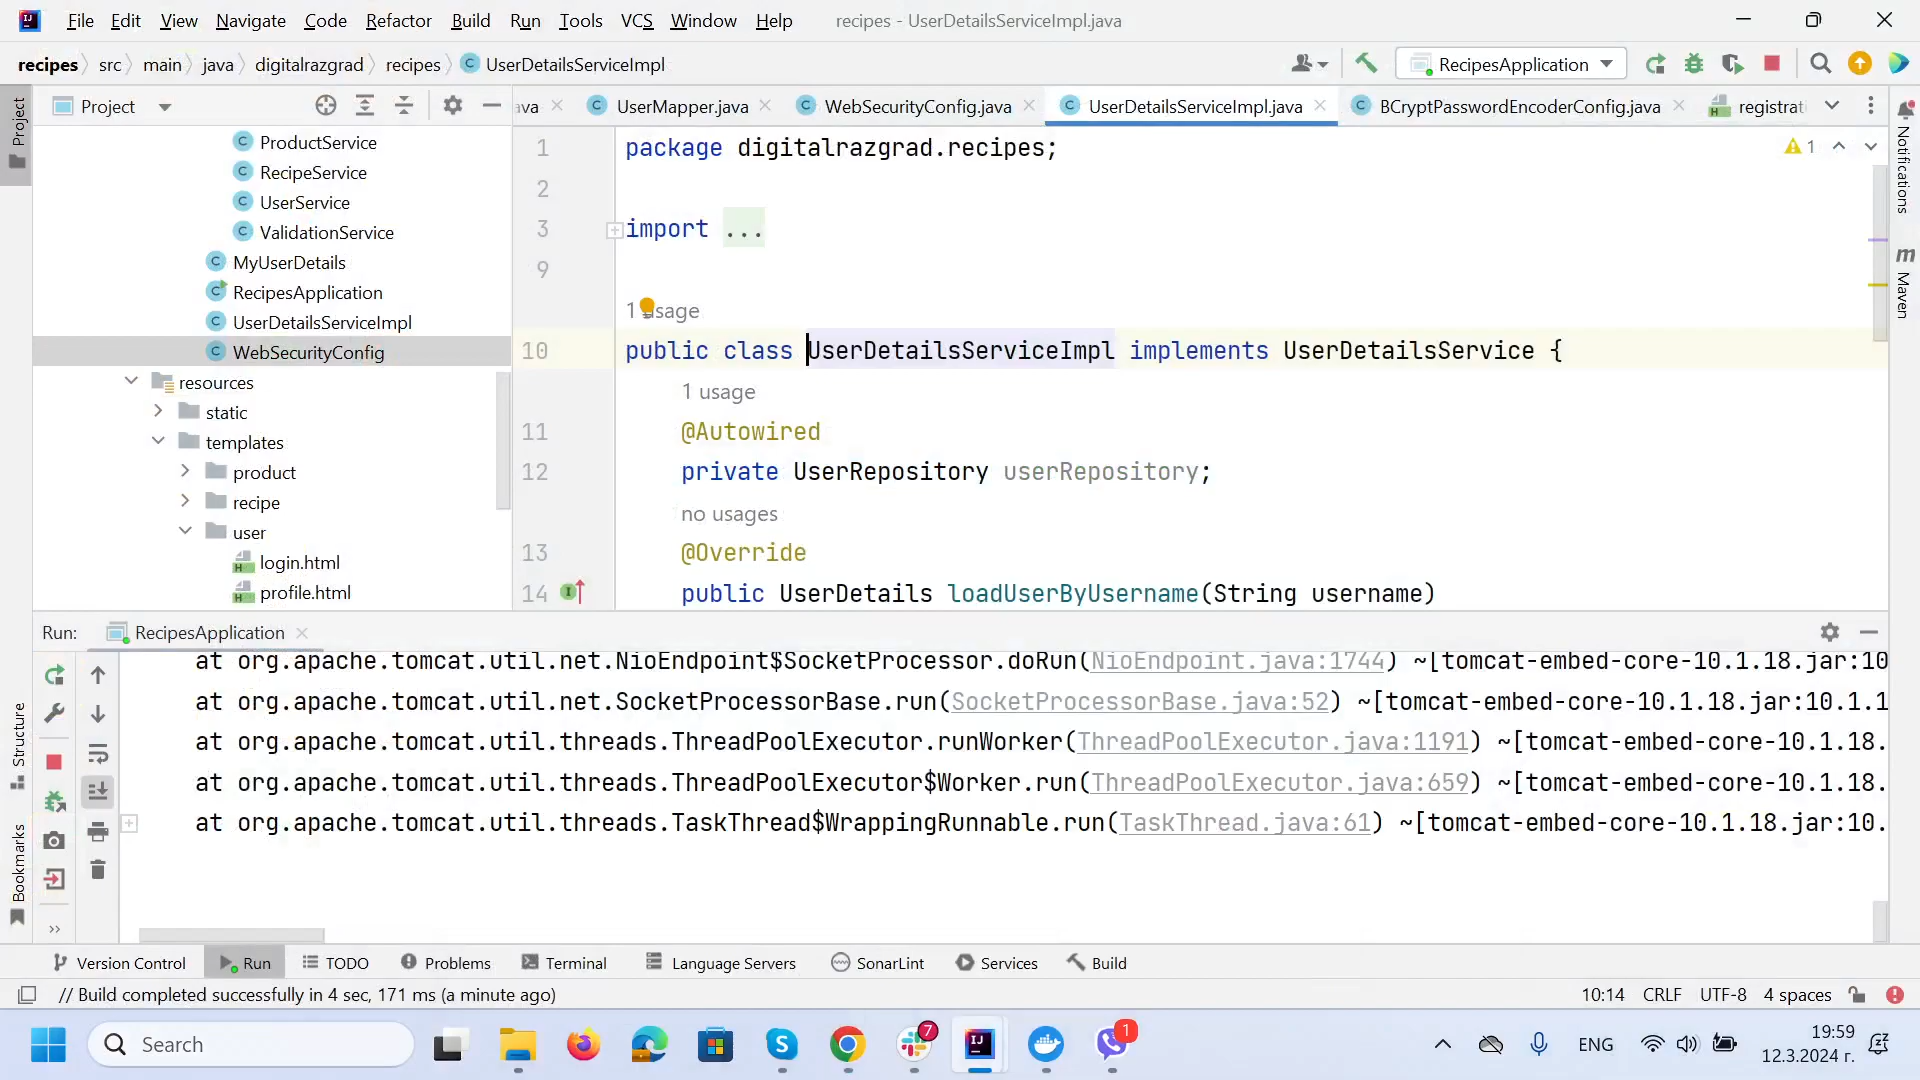 File Edit View Navigate Code Refactor Build Run Tools VCS Window Help recipes - UserDetailsServiceImpl.java
recipes src main java digitalrazgrad recipes UserDetailsServiceImpl RecipesApplication
Project ava UserMapper.java WebSecurityConfig.java UserDetailsServiceImpl.java BCryptPasswordEncoderConfig.java registrat
Project
Notifications
Maven
Structure
Bookmarks
ProductService
RecipeService
UserService
ValidationService
MyUserDetails
RecipesApplication
UserDetailsServiceImpl
WebSecurityConfig
resources
static
templates
product
recipe
user
login.html
profile.html
1 package digitalrazgrad.recipes;
1
2
3 import ...
9
1 usage
10 public class UserDetailsServiceImpl implements UserDetailsService {
1 usage
11 @Autowired
12 private UserRepository userRepository;
no usages
13 @Override
14 public UserDetails loadUserByUsername(String username)
Run: RecipesApplication
at org.apache.tomcat.util.net.NioEndpoint$SocketProcessor.doRun(NioEndpoint.java:1744) ~[tomcat-embed-core-10.1.18.jar:10
at org.apache.tomcat.util.net.SocketProcessorBase.run(SocketProcessorBase.java:52) ~[tomcat-embed-core-10.1.18.jar:10.1.1
at org.apache.tomcat.util.threads.ThreadPoolExecutor.runWorker(ThreadPoolExecutor.java:1191) ~[tomcat-embed-core-10.1.18.
at org.apache.tomcat.util.threads.ThreadPoolExecutor$Worker.run(ThreadPoolExecutor.java:659) ~[tomcat-embed-core-10.1.18.
at org.apache.tomcat.util.threads.TaskThread$WrappingRunnable.run(TaskThread.java:61) ~[tomcat-embed-core-10.1.18.jar:10.
Version Control Run TODO Problems Terminal Language Servers SonarLint Services Build
// Build completed successfully in 4 sec, 171 ms (a minute ago) 10:14 CRLF UTF-8 4 spaces
Search 7 1 ENG 19:59
12.3.2024 г.